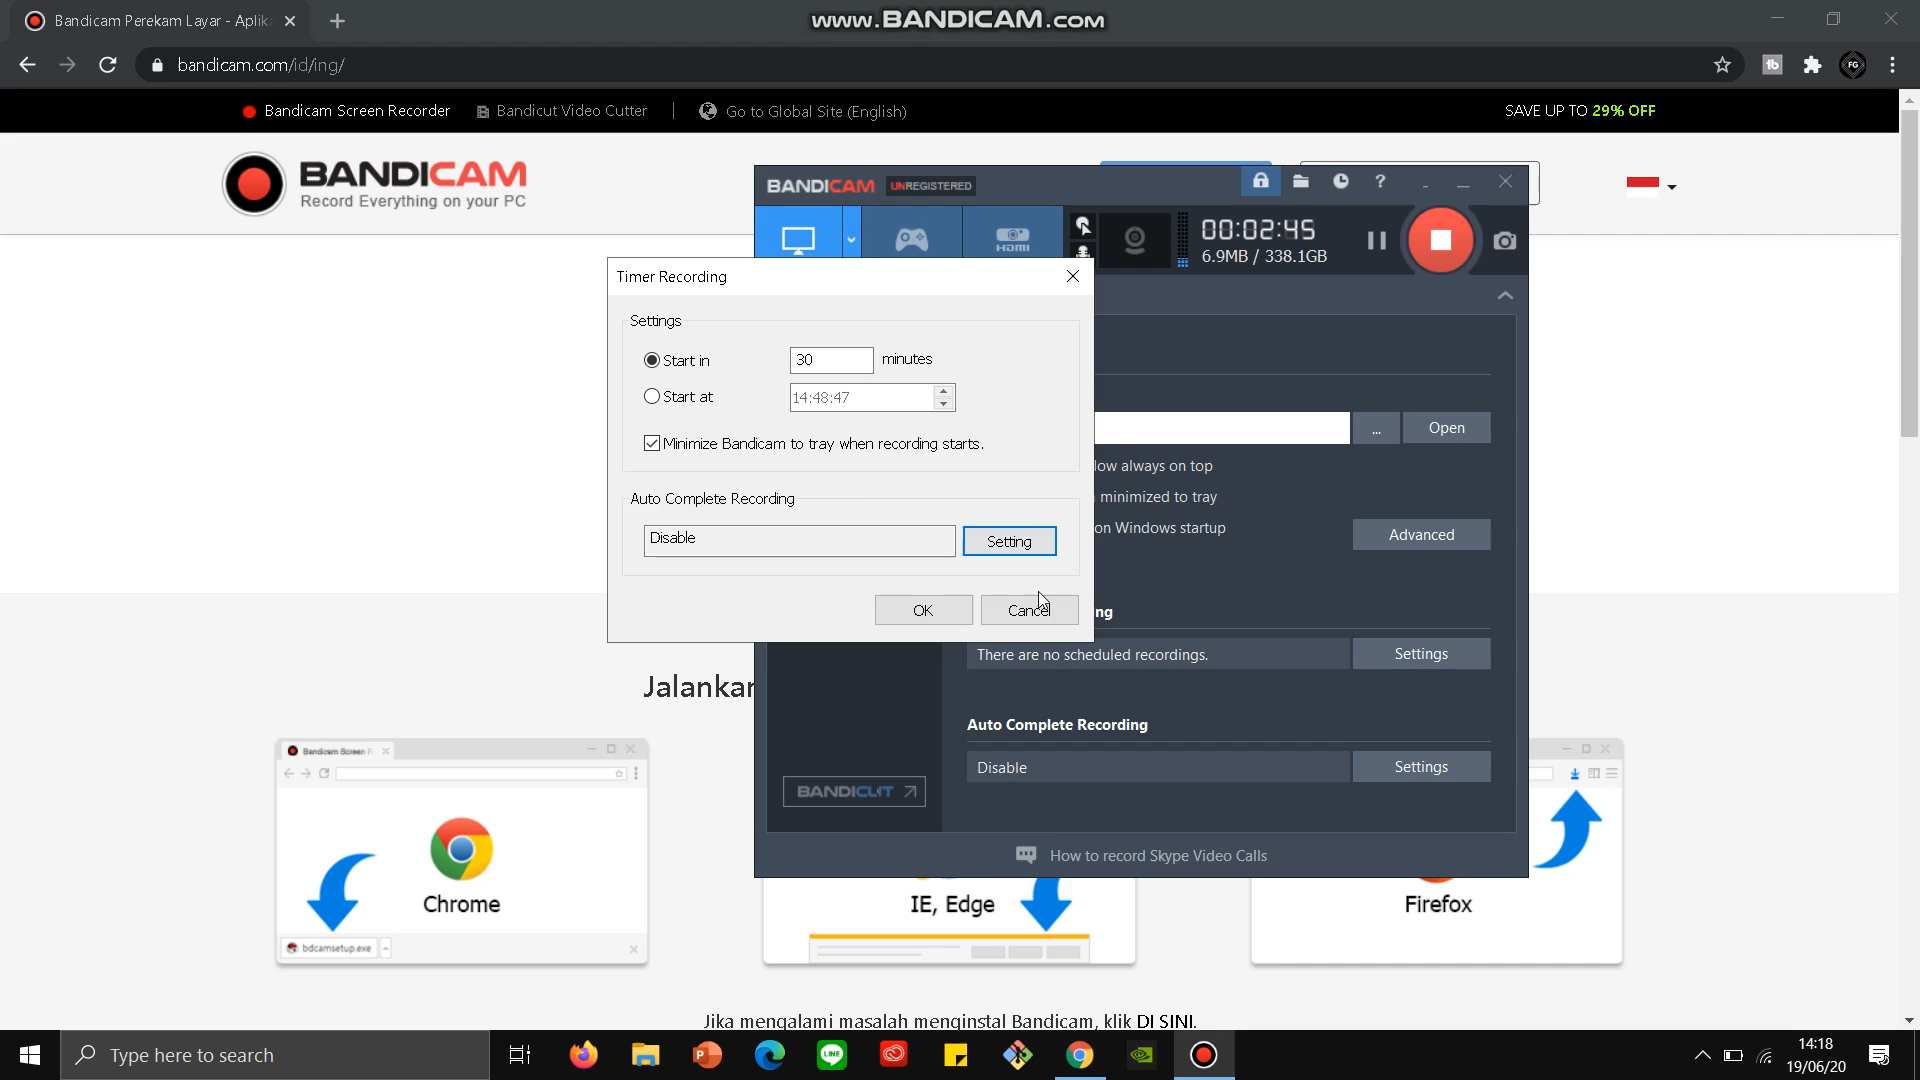 Bandicam Perekam Layar - Aplik
www.BANDICAM.com
bandicam.com/id/ing/
Bandicam Screen Recorder
Bandicut Video Cutter
Go to Global Site (English)
SAVE UP TO 29% OFF
BANDICAM
Record Everything on your PC
BANDICAM UNREGISTERED
HDMI
00:02:45
6.9MB / 338.1GB
Timer Recording
Settings
Start in 30 minutes
Start at 14:48:47
Minimize Bandicam to tray when recording starts.
Auto Complete Recording
Disable
Setting
OK
Cancel
... Open
low always on top
minimized to tray
on Windows startup
Advanced
ng
There are no scheduled recordings.
Settings
Auto Complete Recording
Disable
Settings
BANDICUT
How to record Skype Video Calls
Jalankan
Bandicam Screen R
Chrome
bdcamsetup.exe
IE, Edge
Firefox
Jika mengalami masalah menginstal Bandicam, klik DI SINI.
Type here to search
14:18
19/06/20